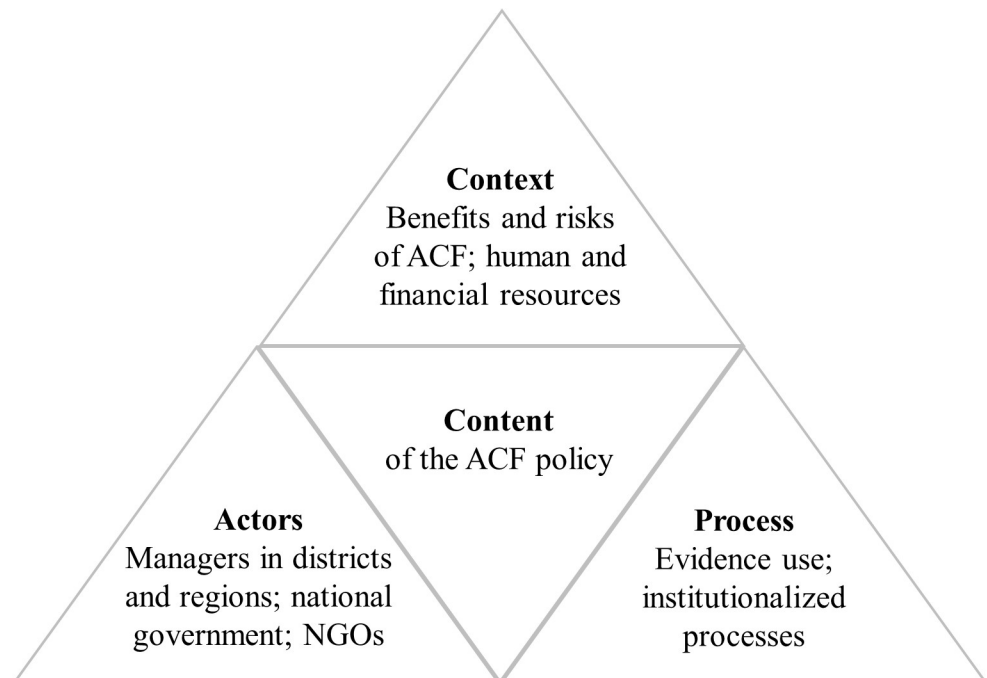 Context
Benefits and risks
of ACF; human and
financial resources
Content
of the ACF policy
Actors
Managers in districts
and regions; national
government; NGOs
Process
Evidence use;
institutionalized
processes